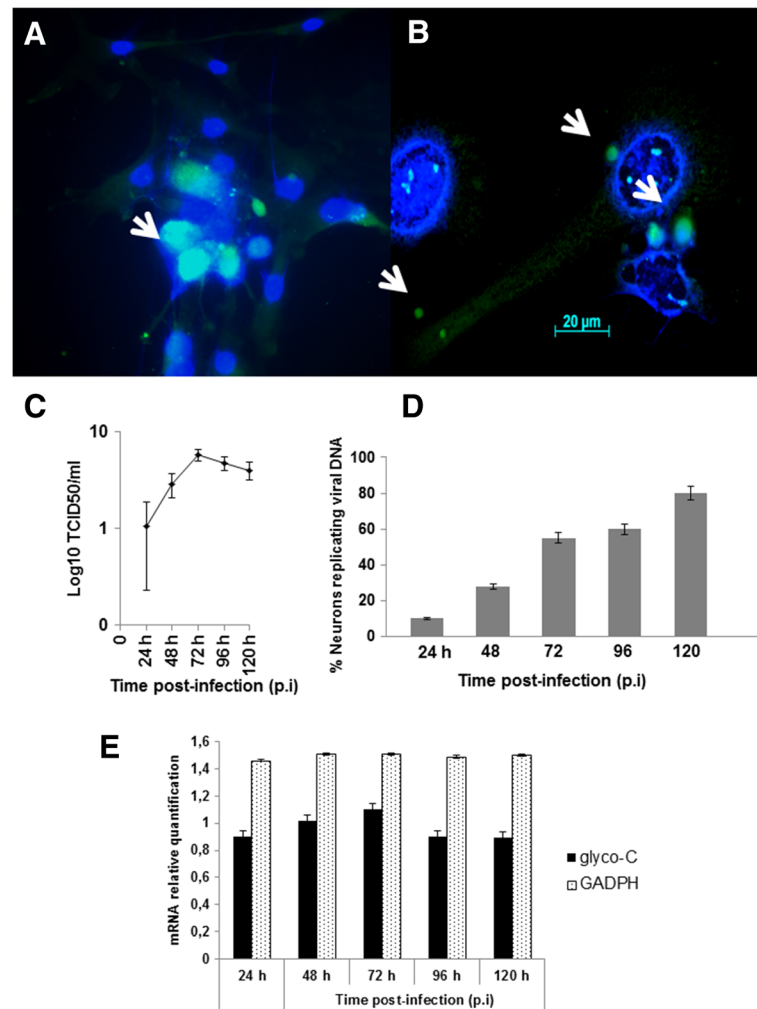 A
B
20 µm
C
10
1
0
Log10 TCID50/ml
0
24 h
48 h
72 h
96 h
120 h
Time post-infection (p.i)
D
100
80
60
40
20
0
% Neurons replicating viral DNA
24 h
48
72
96
120
Time post-infection (p.i)
E
1,6
1,4
1,2
1
0,8
0,6
0,4
0,2
0
mRNA relative quantification
24 h
48 h
72 h
96 h
120 h
Time post-infection (p.i)
glyco-C
GADPH